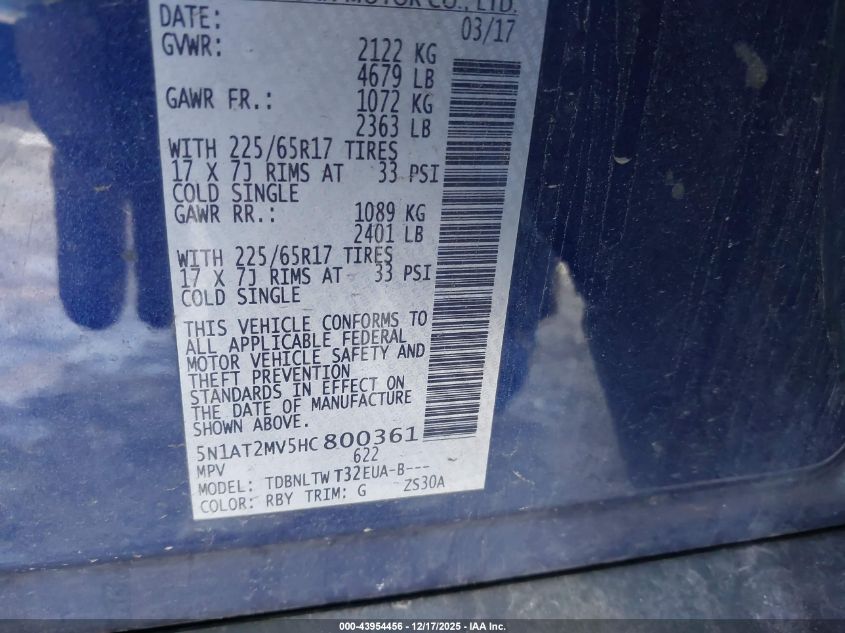 MOTOR CO., LTD.
DATE: 03/17
GVWR: 2122 KG
4679 LB
GAWR FR.: 1072 KG
2363 LB
WITH 225/65R17 TIRES
17 X 7J RIMS AT 33 PSI
COLD SINGLE
GAWR RR.: 1089 KG
2401 LB
WITH 225/65R17 TIRES
17 X 7J RIMS AT 33 PSI
COLD SINGLE
THIS VEHICLE CONFORMS TO
ALL APPLICABLE FEDERAL
MOTOR VEHICLE SAFETY AND
THEFT PREVENTION
STANDARDS IN EFFECT ON
THE DATE OF MANUFACTURE
SHOWN ABOVE.
5N1AT2MV5HC800361
MPV 622
MODEL: TDBNLTW T32EUA-B---
COLOR: RBY TRIM: G ZS30A
000-43954456 - 12/17/2025 - IAA Inc.